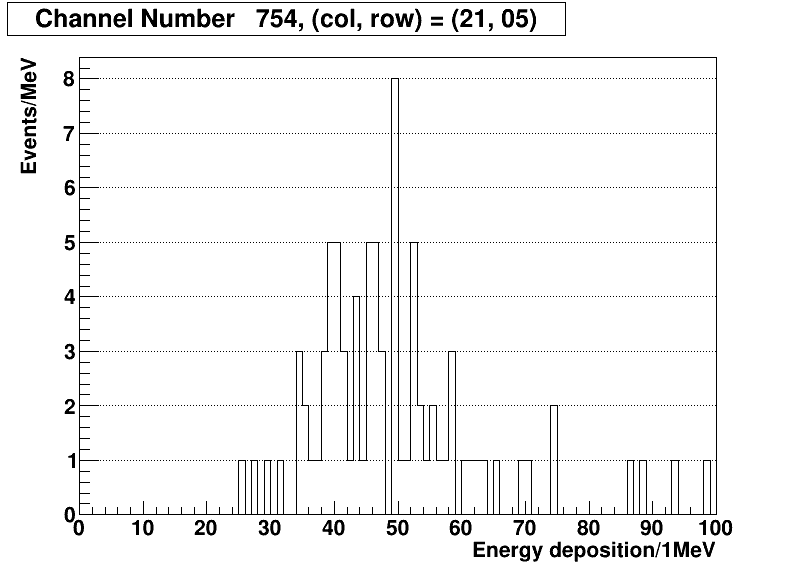 Channel Number   754, (col, row) = (21, 05)
Events/MeV
8
7
6
5
4
3
2
1
0
0 10 20 30 40 50 60 70 80 90 100
Energy deposition/1MeV